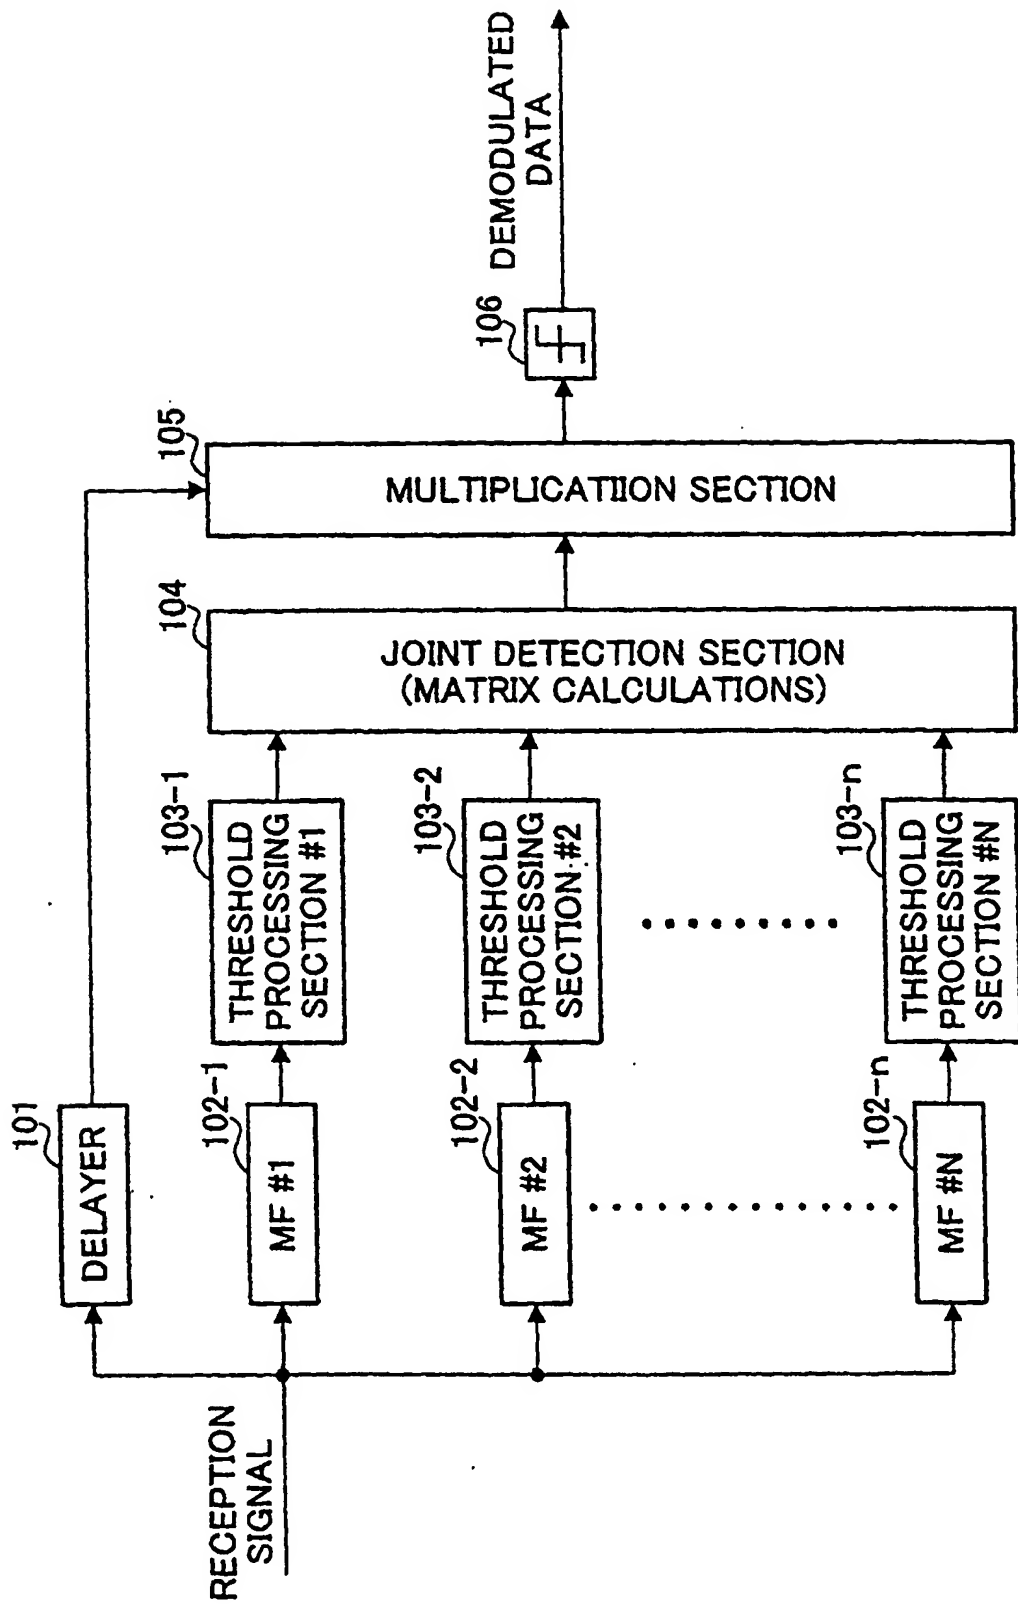 RECEPTION
SIGNAL
101
DELAYER
102-1
MF #1
102-2
MF #2
102-n
MF #N
103-1
THRESHOLD
PROCESSING
SECTION #1
103-2
THRESHOLD
PROCESSING
SECTION #2
103-n
THRESHOLD
PROCESSING
SECTION #N
104
JOINT DETECTION SECTION
(MATRIX CALCULATIONS)
105
MULTIPLICATIION SECTION
106
DEMODULATED
DATA